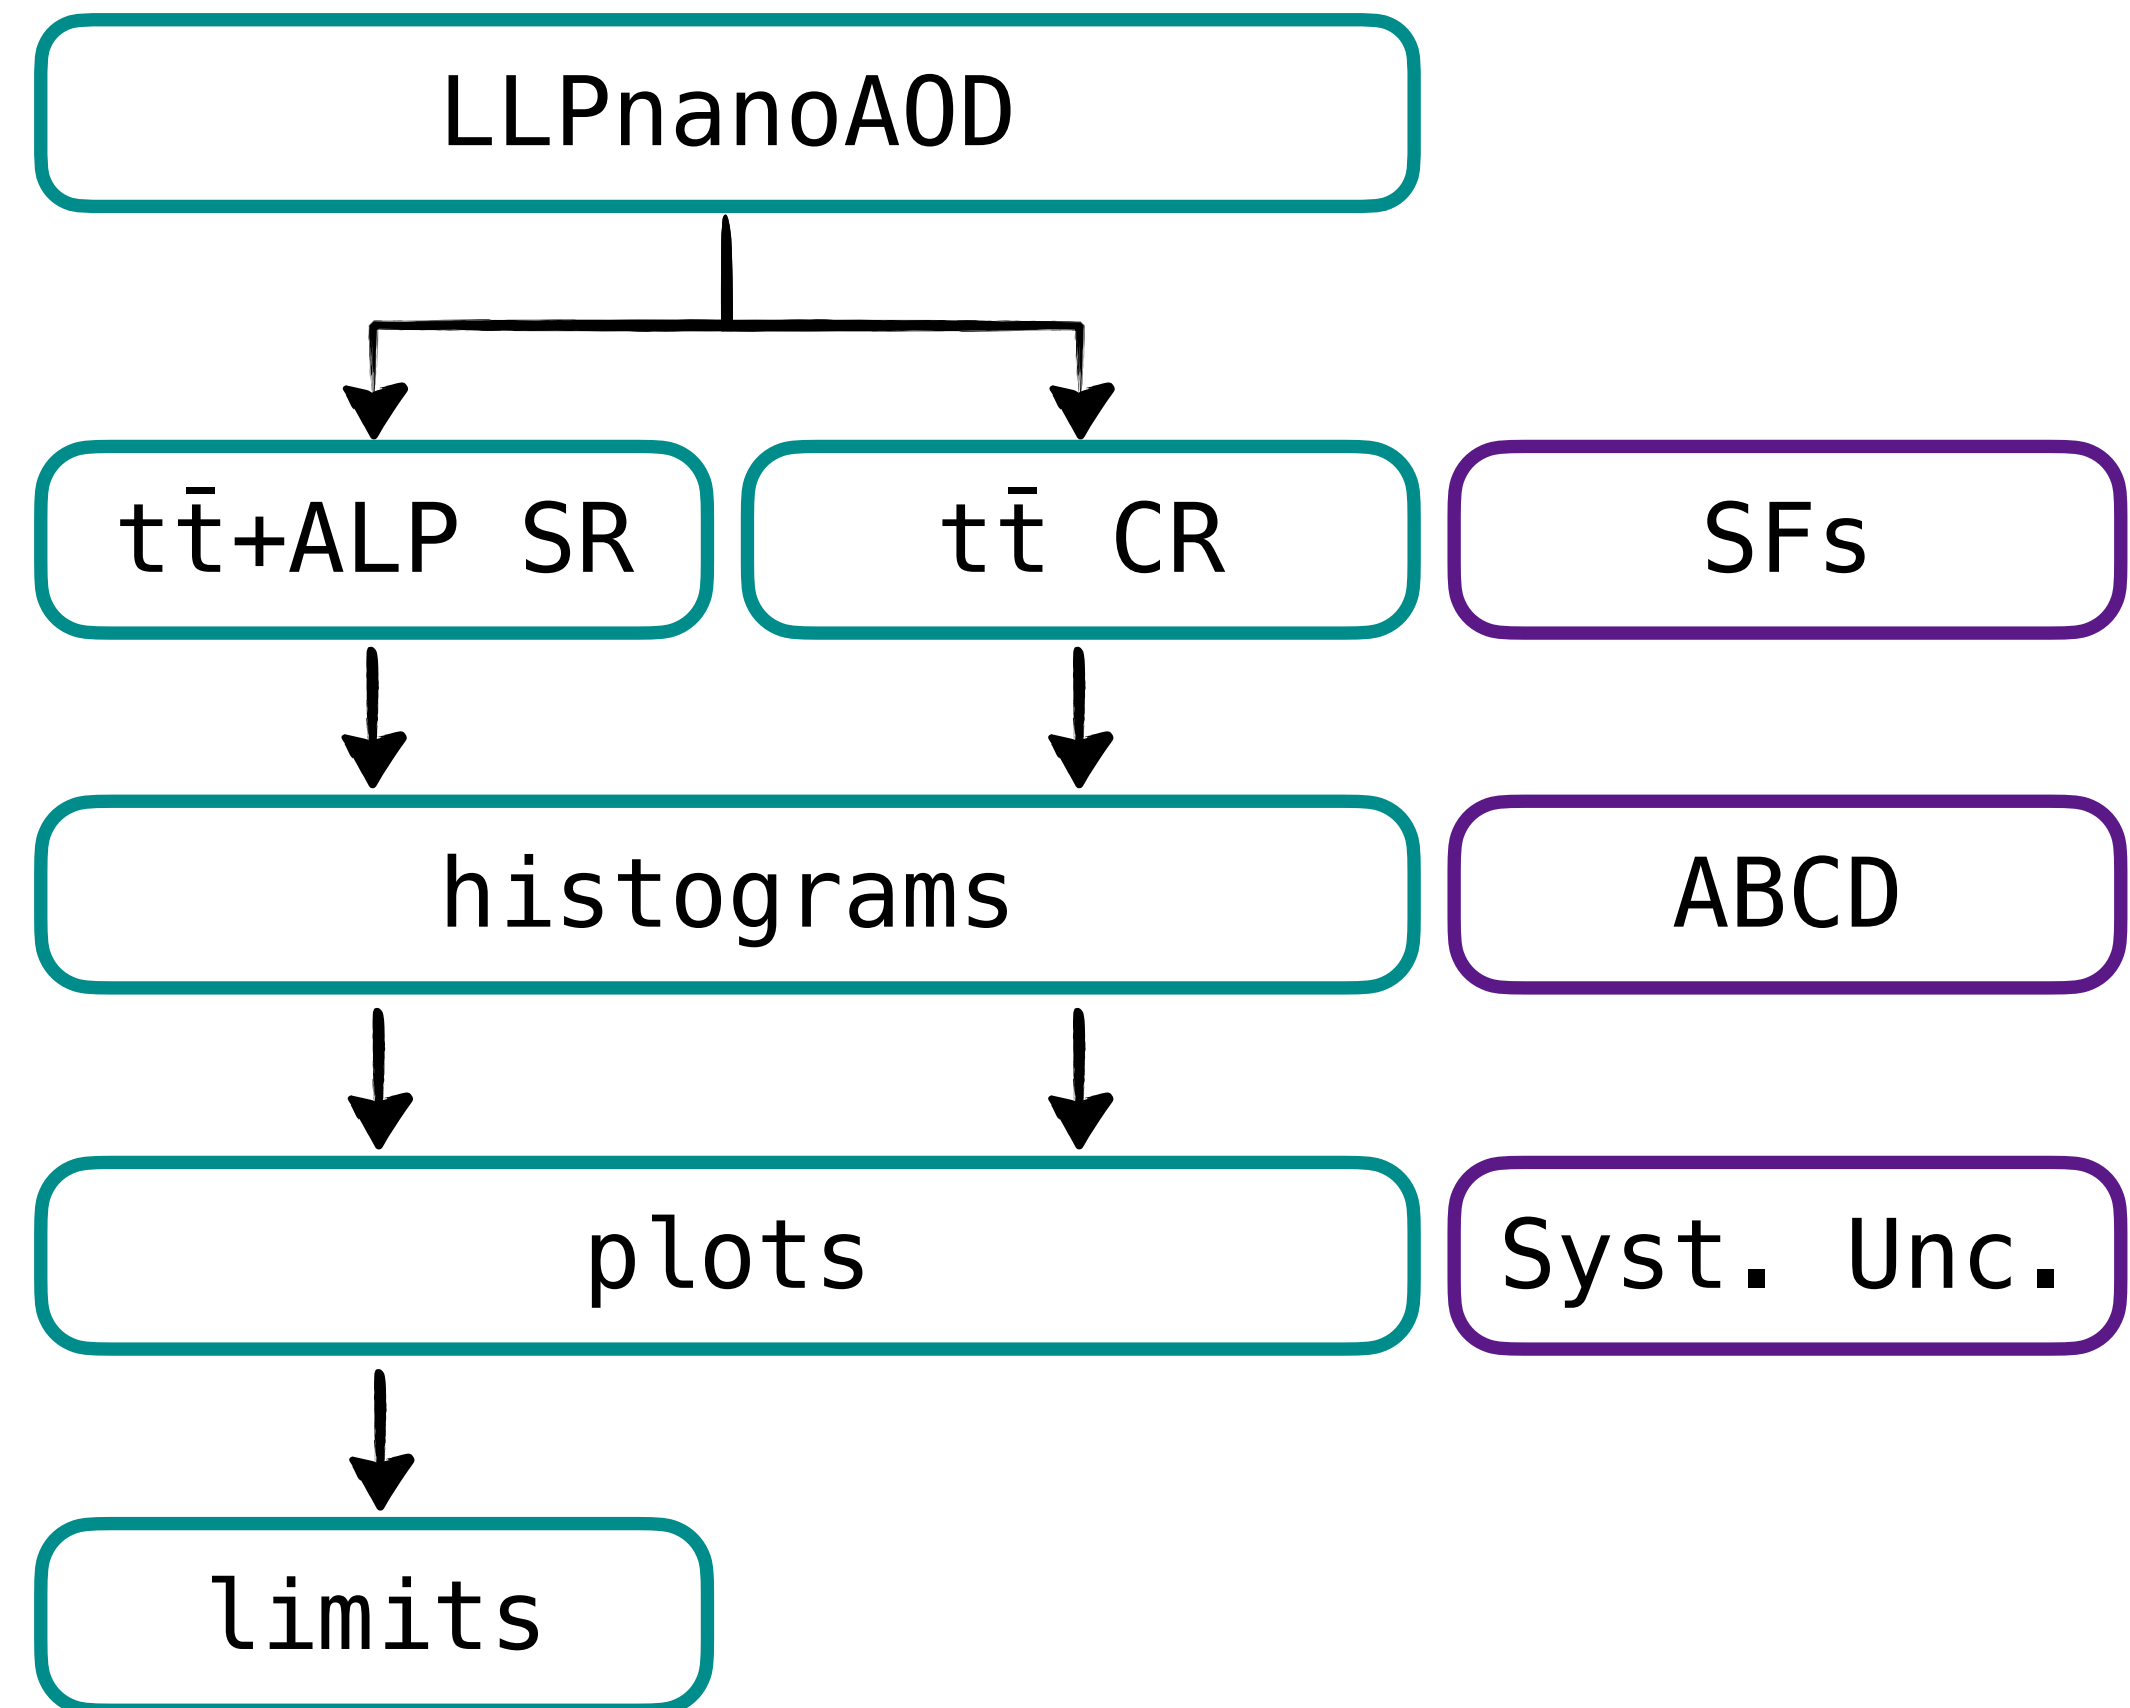 LLPnanoAOD
tt̄+ALP SR
tt̄ CR
SFs
histograms
ABCD
plots
Syst. Unc.
limits